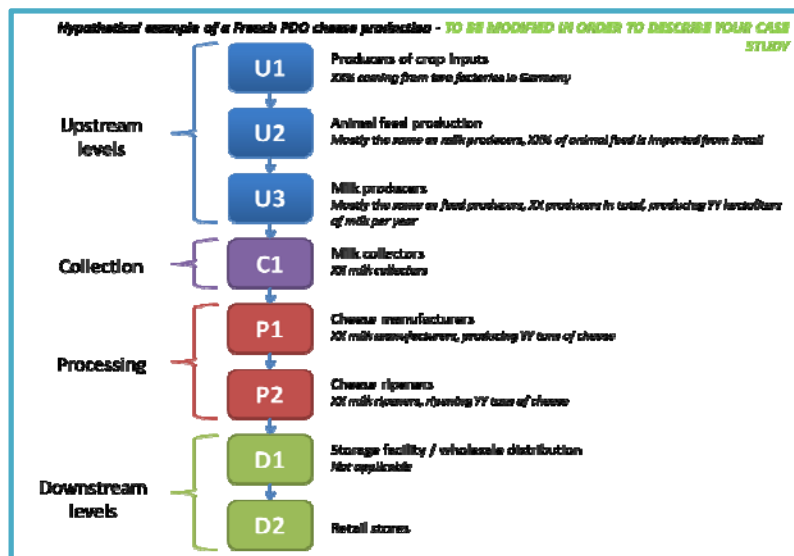 Hypothetical example of a French PDO cheese production - TO BE MODIFIED IN ORDER TO DESCRIBE YOUR CASE
STUDY
Upstream
levels
U1
Producers of crop inputs
XX% coming from two factories in Germany
U2
Animal feed production
Mostly the same as milk producers, XX% of animal feed is imported from Brazil
U3
Milk producers
Mostly the same as feed producers, XX producers in total, producing YY hectoliters
of milk per year
Collection
C1
Milk collectors
XX milk collectors
Processing
P1
Cheese manufacturers
XX milk manufacturers, producing YY tons of cheese
P2
Cheese ripeners
XX milk ripeners, ripening YY tons of cheese
Downstream
levels
D1
Storage facility / wholesale distribution
Not applicable
D2
Retail stores